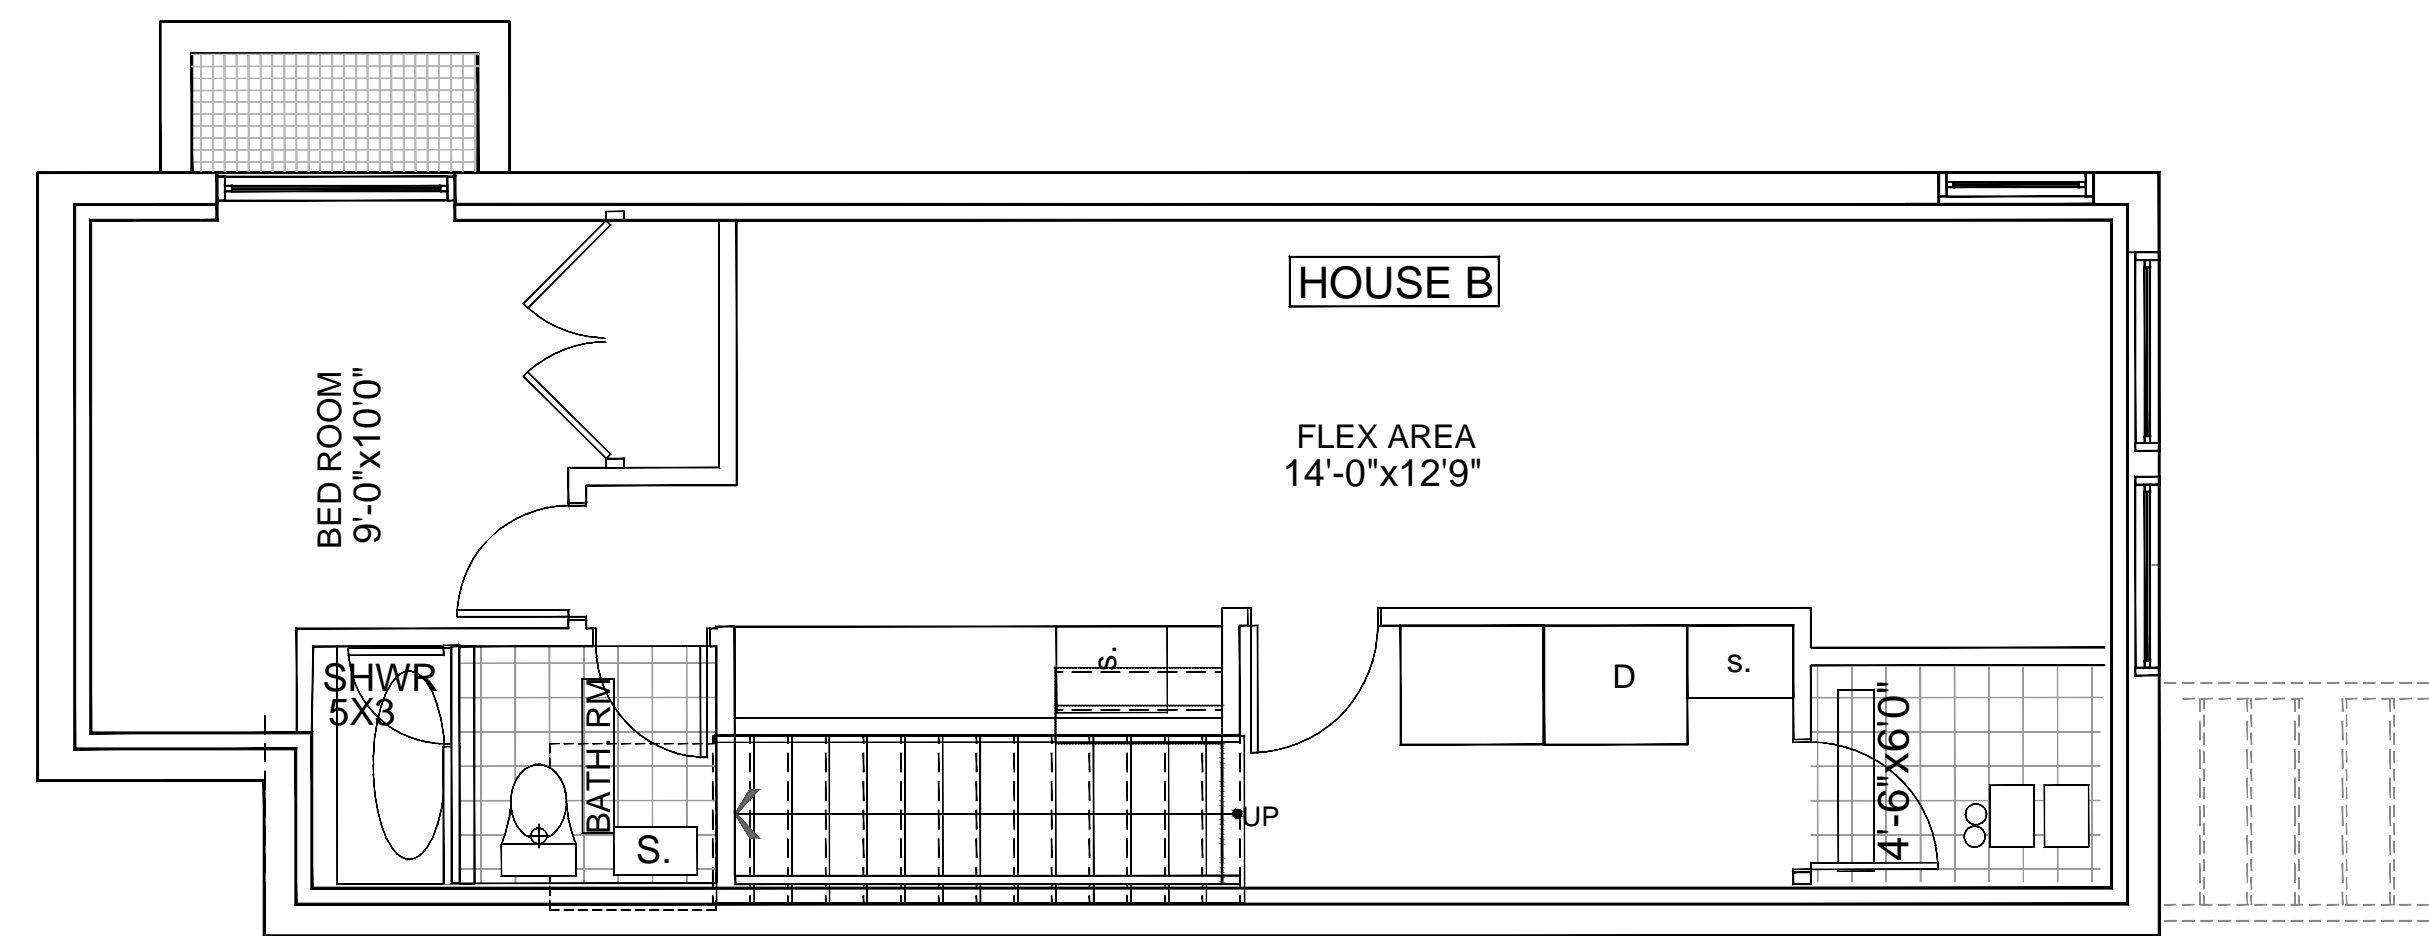 HOUSE B
BED ROOM
9'-0"x10'0"
FLEX AREA
14'-0"x12'9"
SHWR
5X3
BATH. RM
S.
s.
UP
D
s.
4'-6"x6'0"